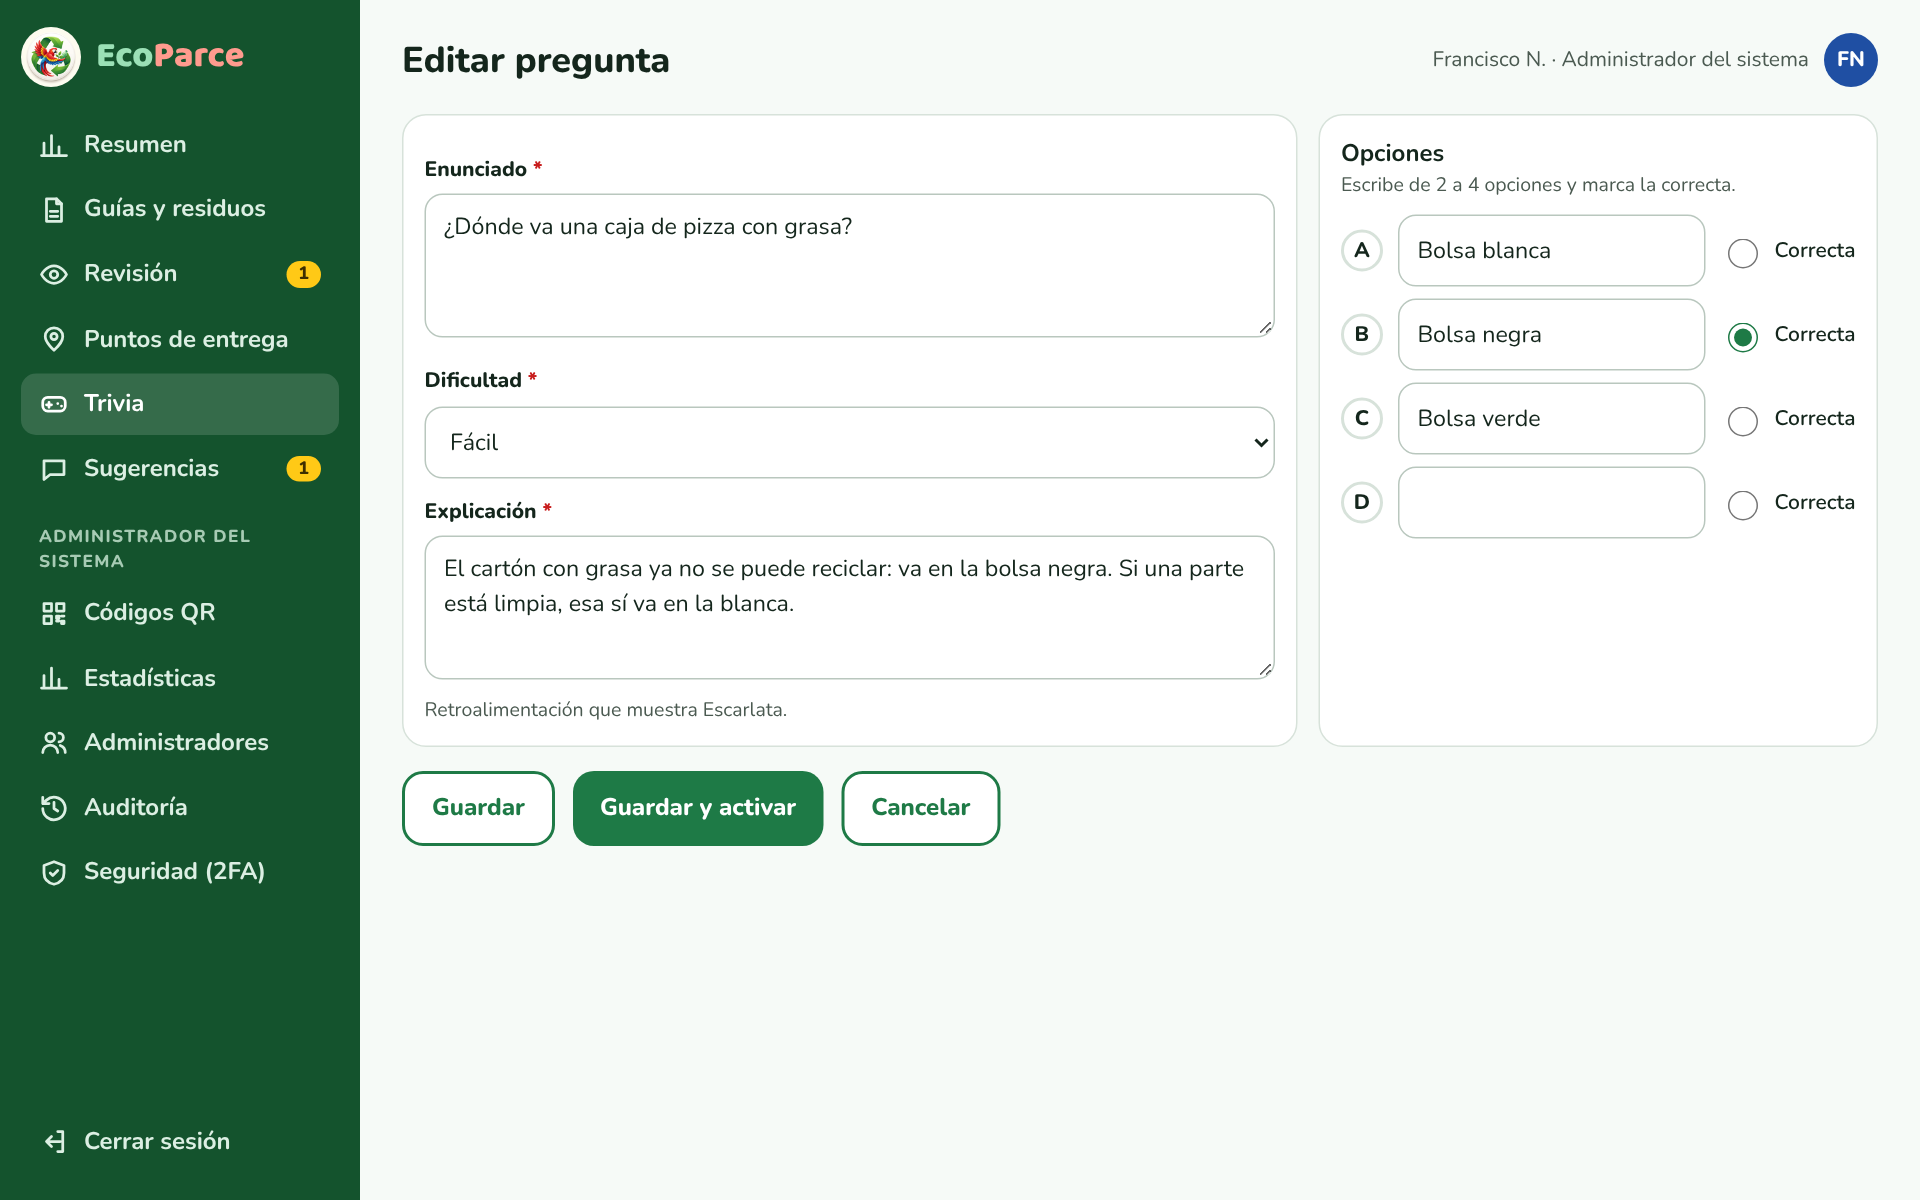 EcoParce
Resumen
Guías y residuos
Revisión 1
Puntos de entrega
Trivia
Sugerencias 1
ADMINISTRADOR DEL
SISTEMA
Códigos QR
Estadísticas
Administradores
Auditoría
Seguridad (2FA)
Cerrar sesión
Editar pregunta
Francisco N. · Administrador del sistema FN
Enunciado *
¿Dónde va una caja de pizza con grasa?
Dificultad *
Fácil
Explicación *
El cartón con grasa ya no se puede reciclar: va en la bolsa negra. Si una parte
está limpia, esa sí va en la blanca.
Retroalimentación que muestra Escarlata.
Opciones
Escribe de 2 a 4 opciones y marca la correcta.
A Bolsa blanca Correcta
B Bolsa negra Correcta
C Bolsa verde Correcta
D Correcta
Guardar
Guardar y activar
Cancelar